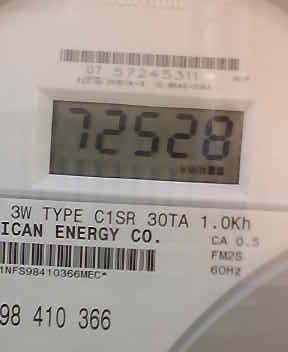 07 57245311
72528
3W TYPE C1SR 30TA 1.0Kh
ICAN ENERGY CO.
CA 0.5
FM2S
60HZ
1NFS98410366MEC*
98 410 366